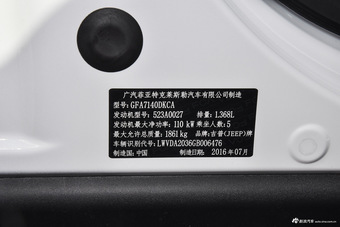 广汽菲亚特克莱斯勒汽车有限公司制造
型号:GFA7140DKCA
发动机型号:523A0027 排量:1.368L
发动机最大净功率:110 kW 乘坐人数:5
最大允许总质量:1861kg 品牌:吉普(JEEP)牌
车辆识别代号:LWVDA2036GB006476
制造国:中国 制造日期:2016年07月